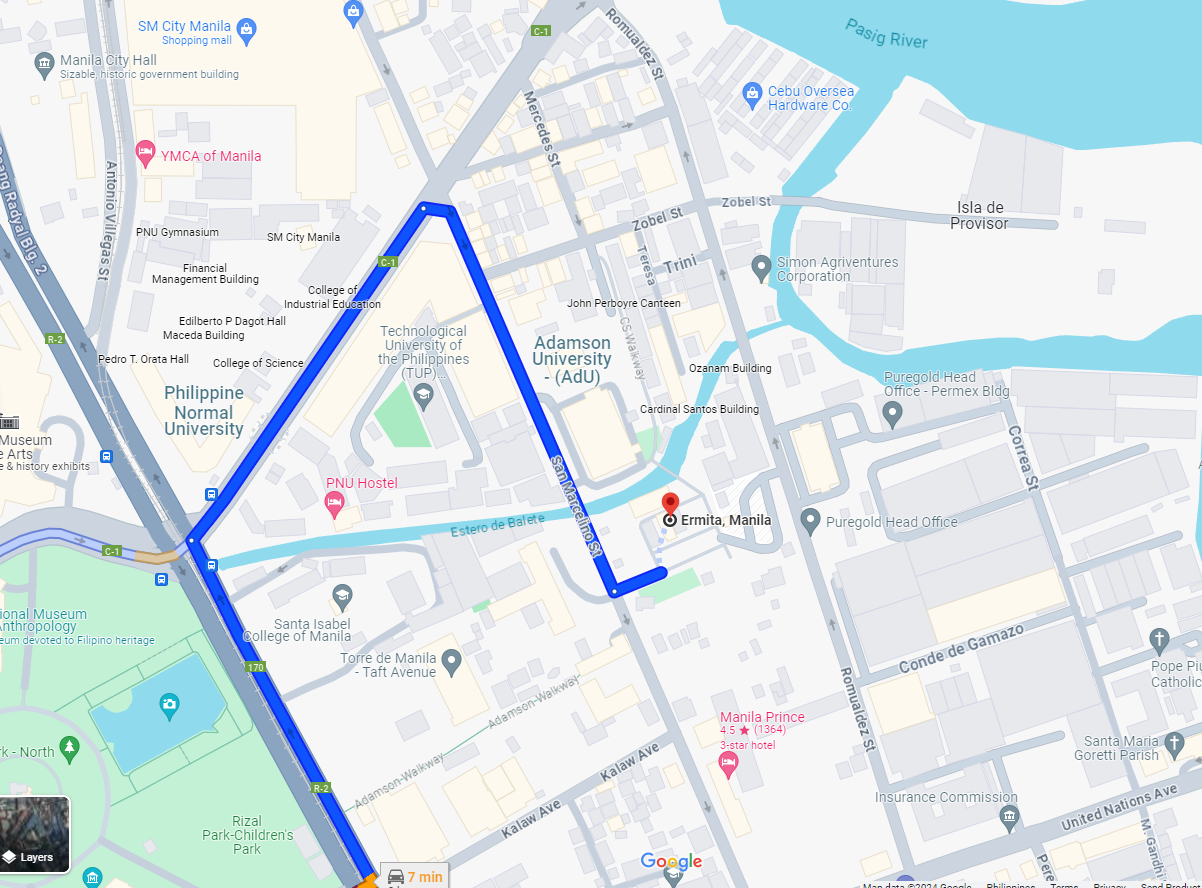 SM City Manila
Shopping mall
Manila City Hall
Sizable, historic government building
C-1
Romualdez St
Pasig River
Cebu Oversea
Hardware Co.
Mercedes St
YMCA of Manila
Antonio Villegas St
Radyal Blg. 2
PNU Gymnasium
SM City Manila
Zobel St
Zobel St
Isla de
Provisor
Financial
Management Building
C-1
Teresa
Trini
Simon Agriventures
Corporation
College of
Industrial Education
John Perboyre Canteen
Edilberto P Dagot Hall
Maceda Building
R-2
Technological
University of
the Philippines
(TUP)...
Adamson
University
- (AdU)
CS Walkway
Pedro T. Orata Hall
College of Science
Ozanam Building
Philippine
Normal
University
Cardinal Santos Building
Puregold Head
Office - Permex Bldg
Museum
e Arts
e & history exhibits
Correa St
PNU Hostel
San Marcelino St
Estero de Balete
Ermita, Manila
Puregold Head Office
C-1
Santa Isabel
College of Manila
ional Museum
Anthropology
eum devoted to Filipino heritage
170
Torre de Manila
- Taft Avenue
Conde de Gamazo
Pope Piu
Catholic
Adamson-Walkway
Romualdez St
Manila Prince
4.5 ★ (1364)
3-star hotel
Santa Maria
Goretti Parish
rk - North
Kalaw Ave
Adamson-Walkway
R-2
Insurance Commission
United Nations Ave
Kalaw Ave
Rizal
Park-Children's
Park
M. Gandhi
Layers
Google
7 min
Map data ©2024 Google Philippines Terms Privacy Send Product